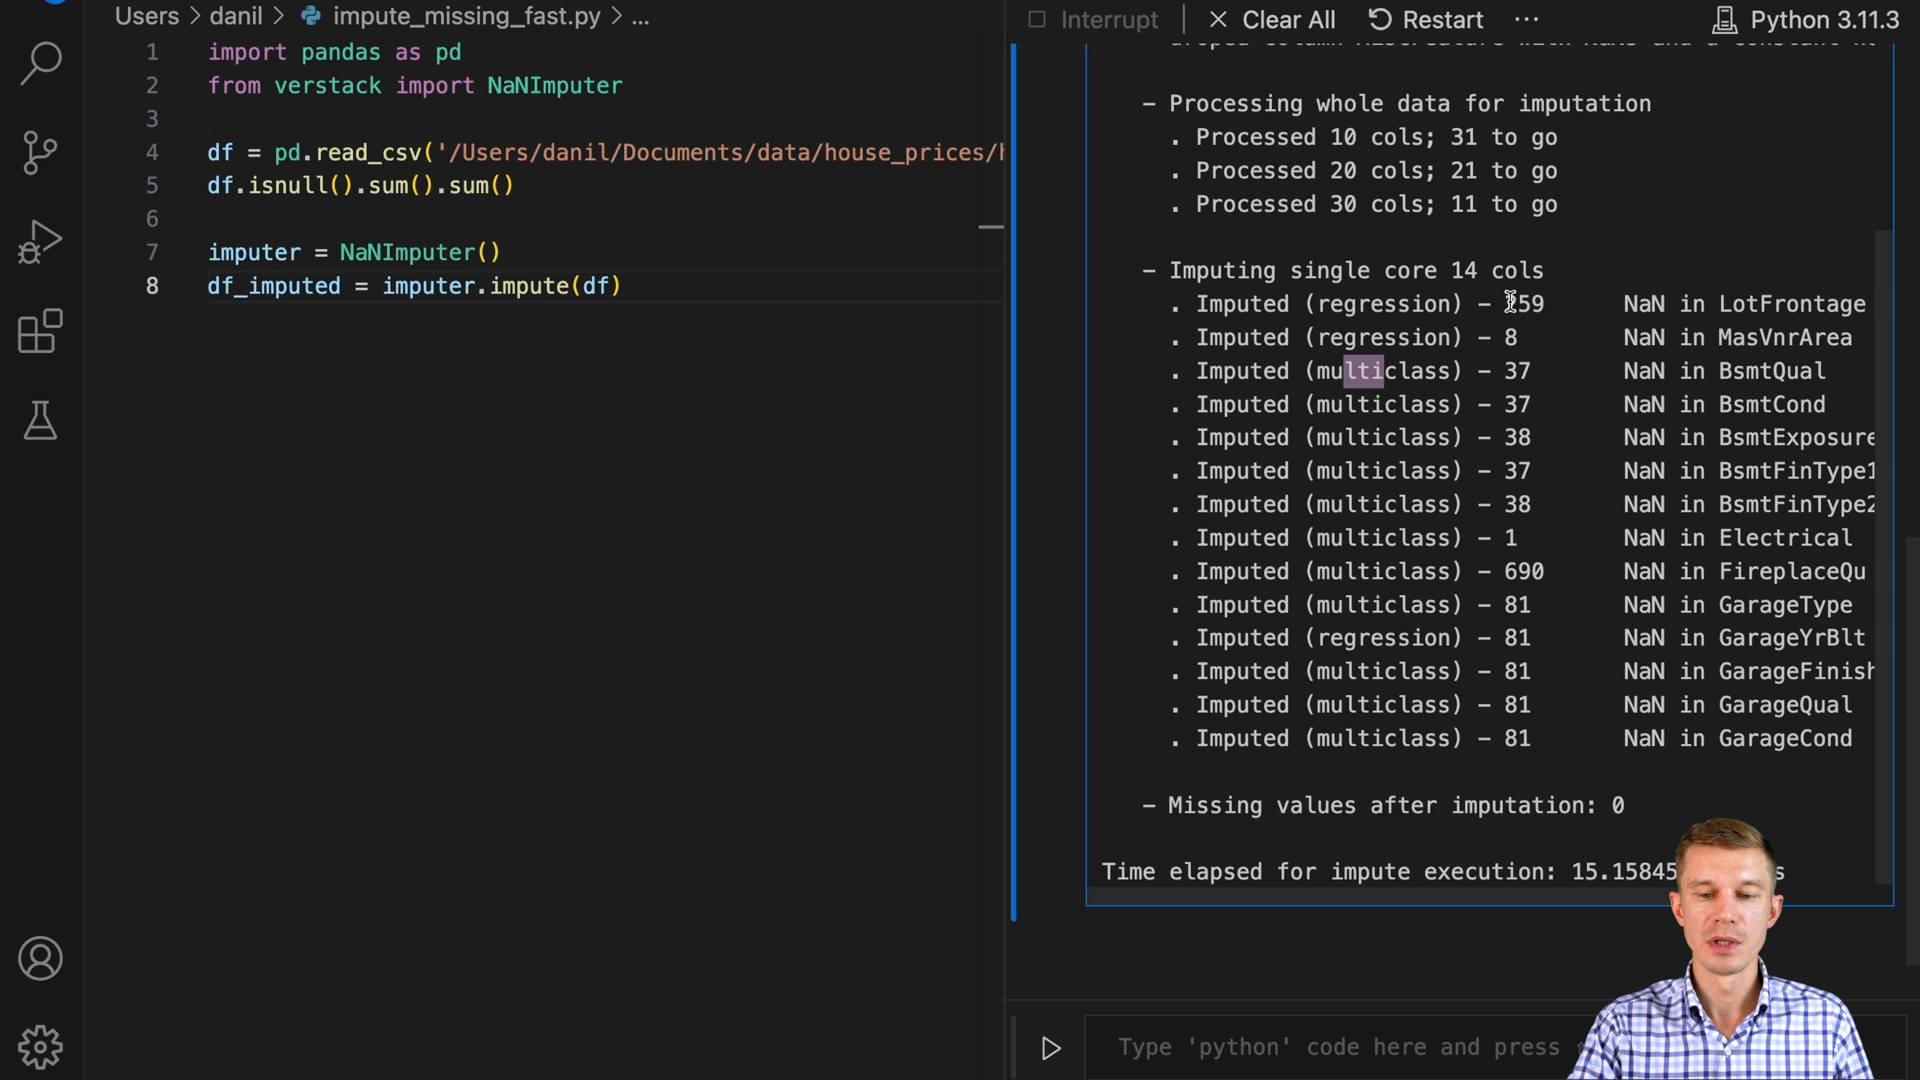 Users > danil > impute_missing_fast.py > ...
1 import pandas as pd
2 from verstack import NaNImputer
3
4 df = pd.read_csv('/Users/danil/Documents/data/house_prices/
5 df.isnull().sum().sum()
6
7 imputer = NaNImputer()
8 df_imputed = imputer.impute(df)
Interrupt | Clear All Restart ... Python 3.11.3
- Processing whole data for imputation
. Processed 10 cols; 31 to go
. Processed 20 cols; 21 to go
. Processed 30 cols; 11 to go
- Imputing single core 14 cols
. Imputed (regression) - 259 NaN in LotFrontage
. Imputed (regression) - 8 NaN in MasVnrArea
. Imputed (multiclass) - 37 NaN in BsmtQual
. Imputed (multiclass) - 37 NaN in BsmtCond
. Imputed (multiclass) - 38 NaN in BsmtExposure
. Imputed (multiclass) - 37 NaN in BsmtFinType1
. Imputed (multiclass) - 38 NaN in BsmtFinType2
. Imputed (multiclass) - 1 NaN in Electrical
. Imputed (multiclass) - 690 NaN in FireplaceQu
. Imputed (multiclass) - 81 NaN in GarageType
. Imputed (regression) - 81 NaN in GarageYrBlt
. Imputed (multiclass) - 81 NaN in GarageFinish
. Imputed (multiclass) - 81 NaN in GarageQual
. Imputed (multiclass) - 81 NaN in GarageCond
- Missing values after imputation: 0
Time elapsed for impute execution: 15.15845
Type 'python' code here and press